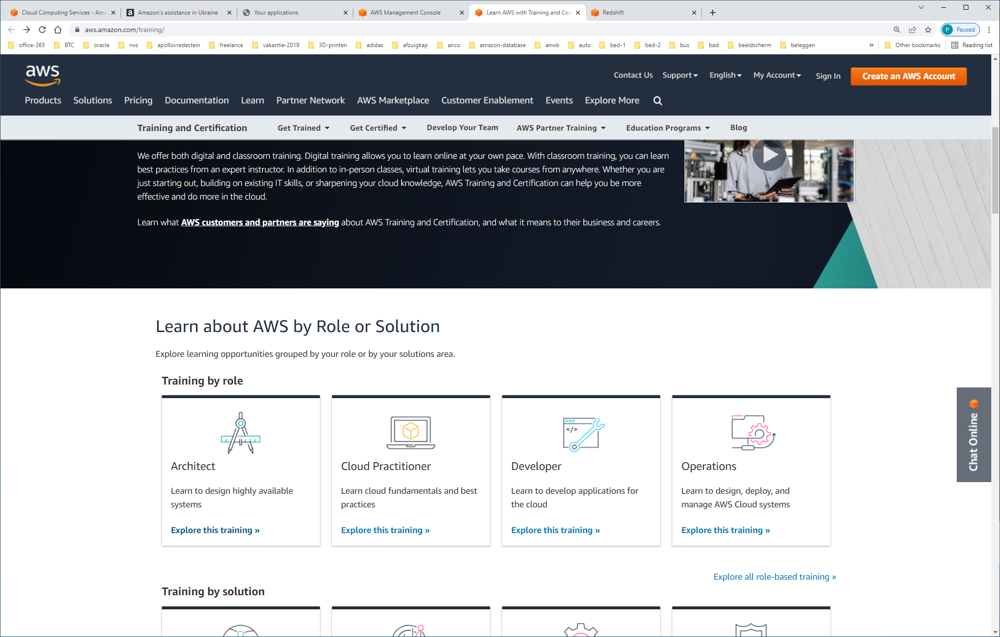 Cloud Computing Services - Ama
Amazon's assistance in Ukraine
Your applications
AWS Management Console
Learn AWS with Training and Cer
Redshift
aws.amazon.com/training/
P Paused
office-365 BTC oracle rws apollovredestein freelance vakantie-2019 3D-printen adidas afzuigkap airco amazon-database anwb auto bed-1 bed-2 bus bad beeldscherm beleggen » Other bookmarks Reading list
aws
Contact Us Support English My Account Sign In Create an AWS Account
Products Solutions Pricing Documentation Learn Partner Network AWS Marketplace Customer Enablement Events Explore More
Training and Certification Get Trained Get Certified Develop Your Team AWS Partner Training Education Programs Blog
We offer both digital and classroom training. Digital training allows you to learn online at your own pace. With classroom training, you can learn
best practices from an expert instructor. In addition to in-person classes, virtual training lets you take courses from anywhere. Whether you are
just starting out, building on existing IT skills, or sharpening your cloud knowledge, AWS Training and Certification can help you be more
effective and do more in the cloud.
Learn what AWS customers and partners are saying about AWS Training and Certification, and what it means to their business and careers.
Learn about AWS by Role or Solution
Explore learning opportunities grouped by your role or by your solutions area.
Training by role
Architect
Learn to design highly available
systems
Explore this training »
Cloud Practitioner
Learn cloud fundamentals and best
practices
Explore this training »
</>
Developer
Learn to develop applications for
the cloud
Explore this training »
Operations
Learn to design, deploy, and
manage AWS Cloud systems
Explore this training »
Chat Online
Explore all role-based training »
Training by solution